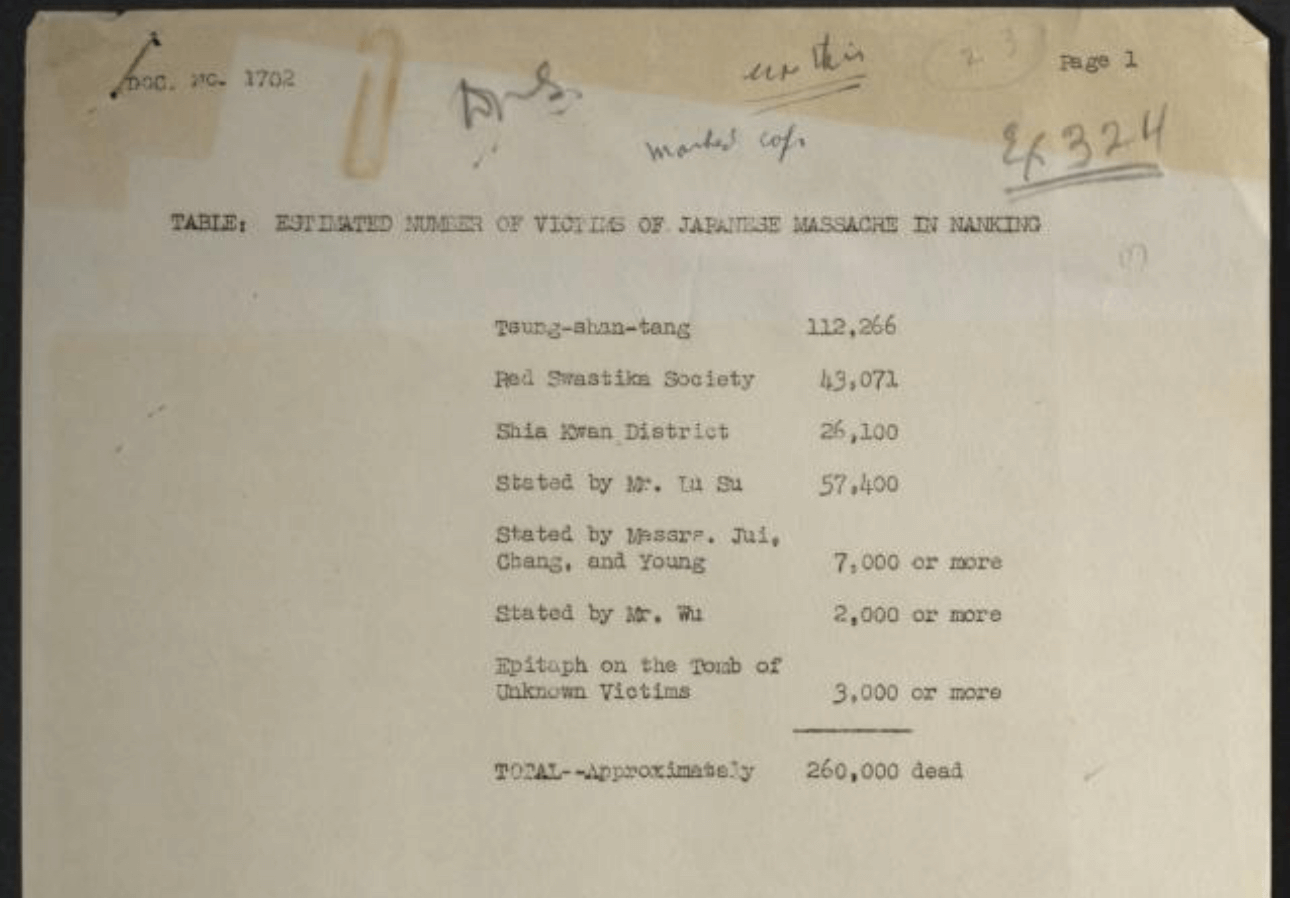 DOC. NO. 1702
Page 1
Ex 324
TABLE: ESTIMATED NUMBER OF VICTIMS OF JAPANESE MASSACRE IN NANKING
Tsung-shan-tang 112,266
Red Swastika Society 43,071
Shia Kwan District 26,100
Stated by Mr. Lu Su 57,400
Stated by Messrs. Jui,
Chang, and Young 7,000 or more
Stated by Mr. Wu 2,000 or more
Epitaph on the Tomb of
Unknown Victims 3,000 or more
TOTAL--Approximately 260,000 dead